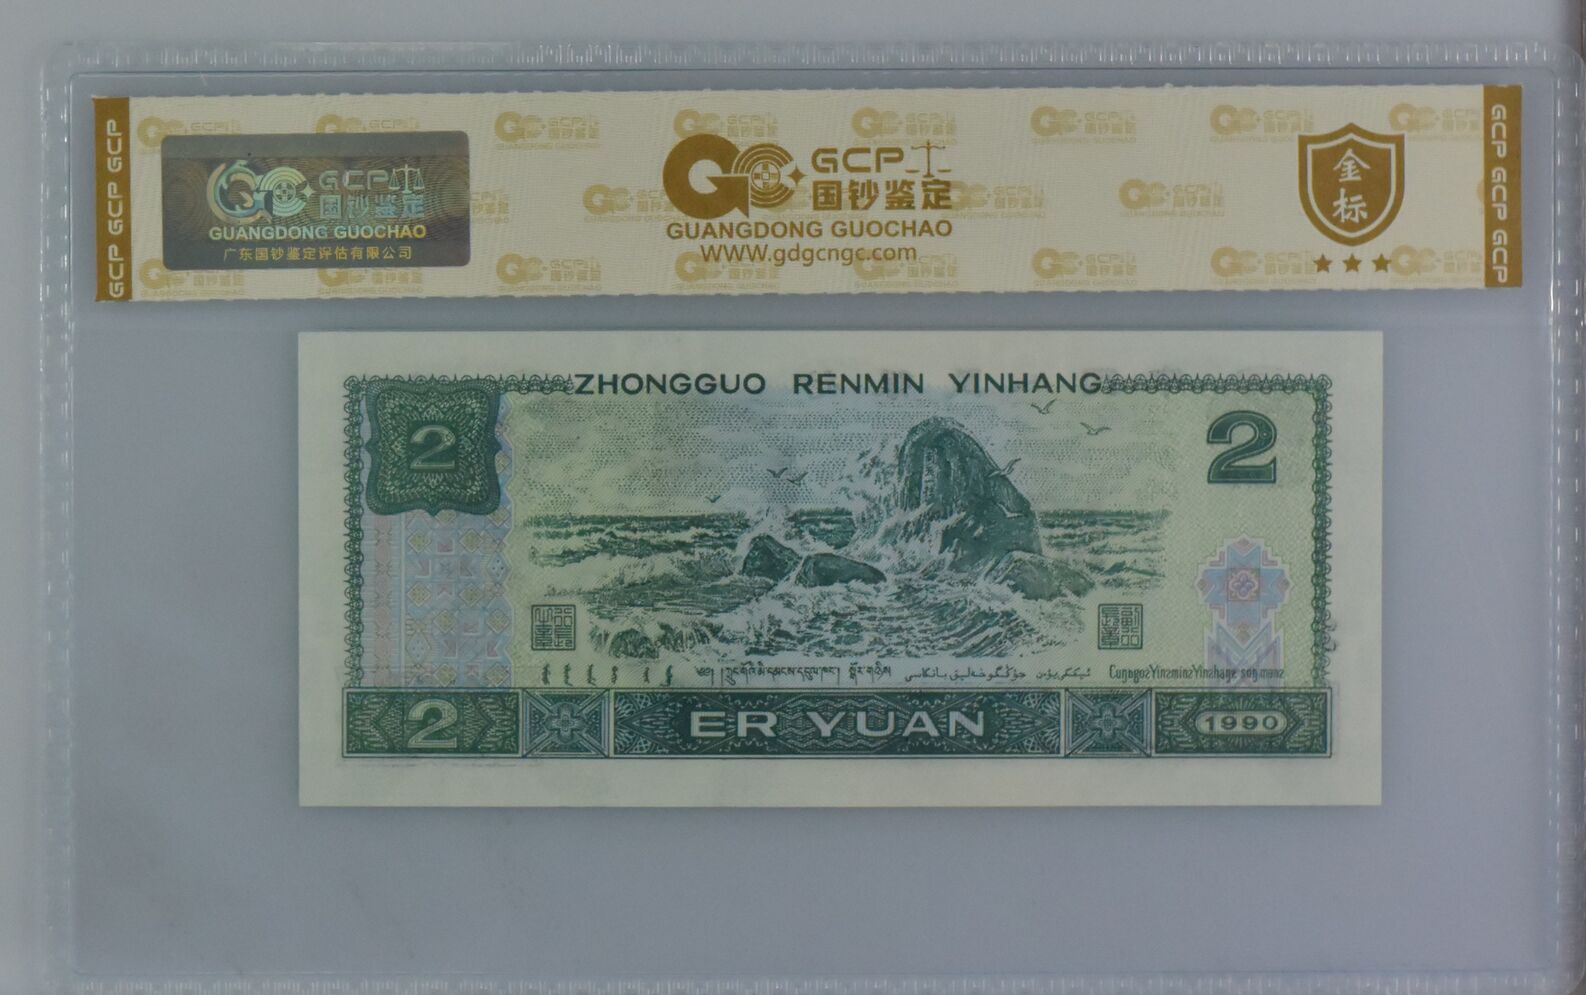 GCP GCP GCP
GCP
国钞鉴定
GUANGDONG GUOCHAO
广东国钞鉴定评估有限公司
GCP
国钞鉴定
GUANGDONG GUOCHAO
WWW.gdgcngc.com
金标
GCP GCP GCP
ZHONGGUO RENMIN YINHANG
2
2
2
ER YUAN
1990